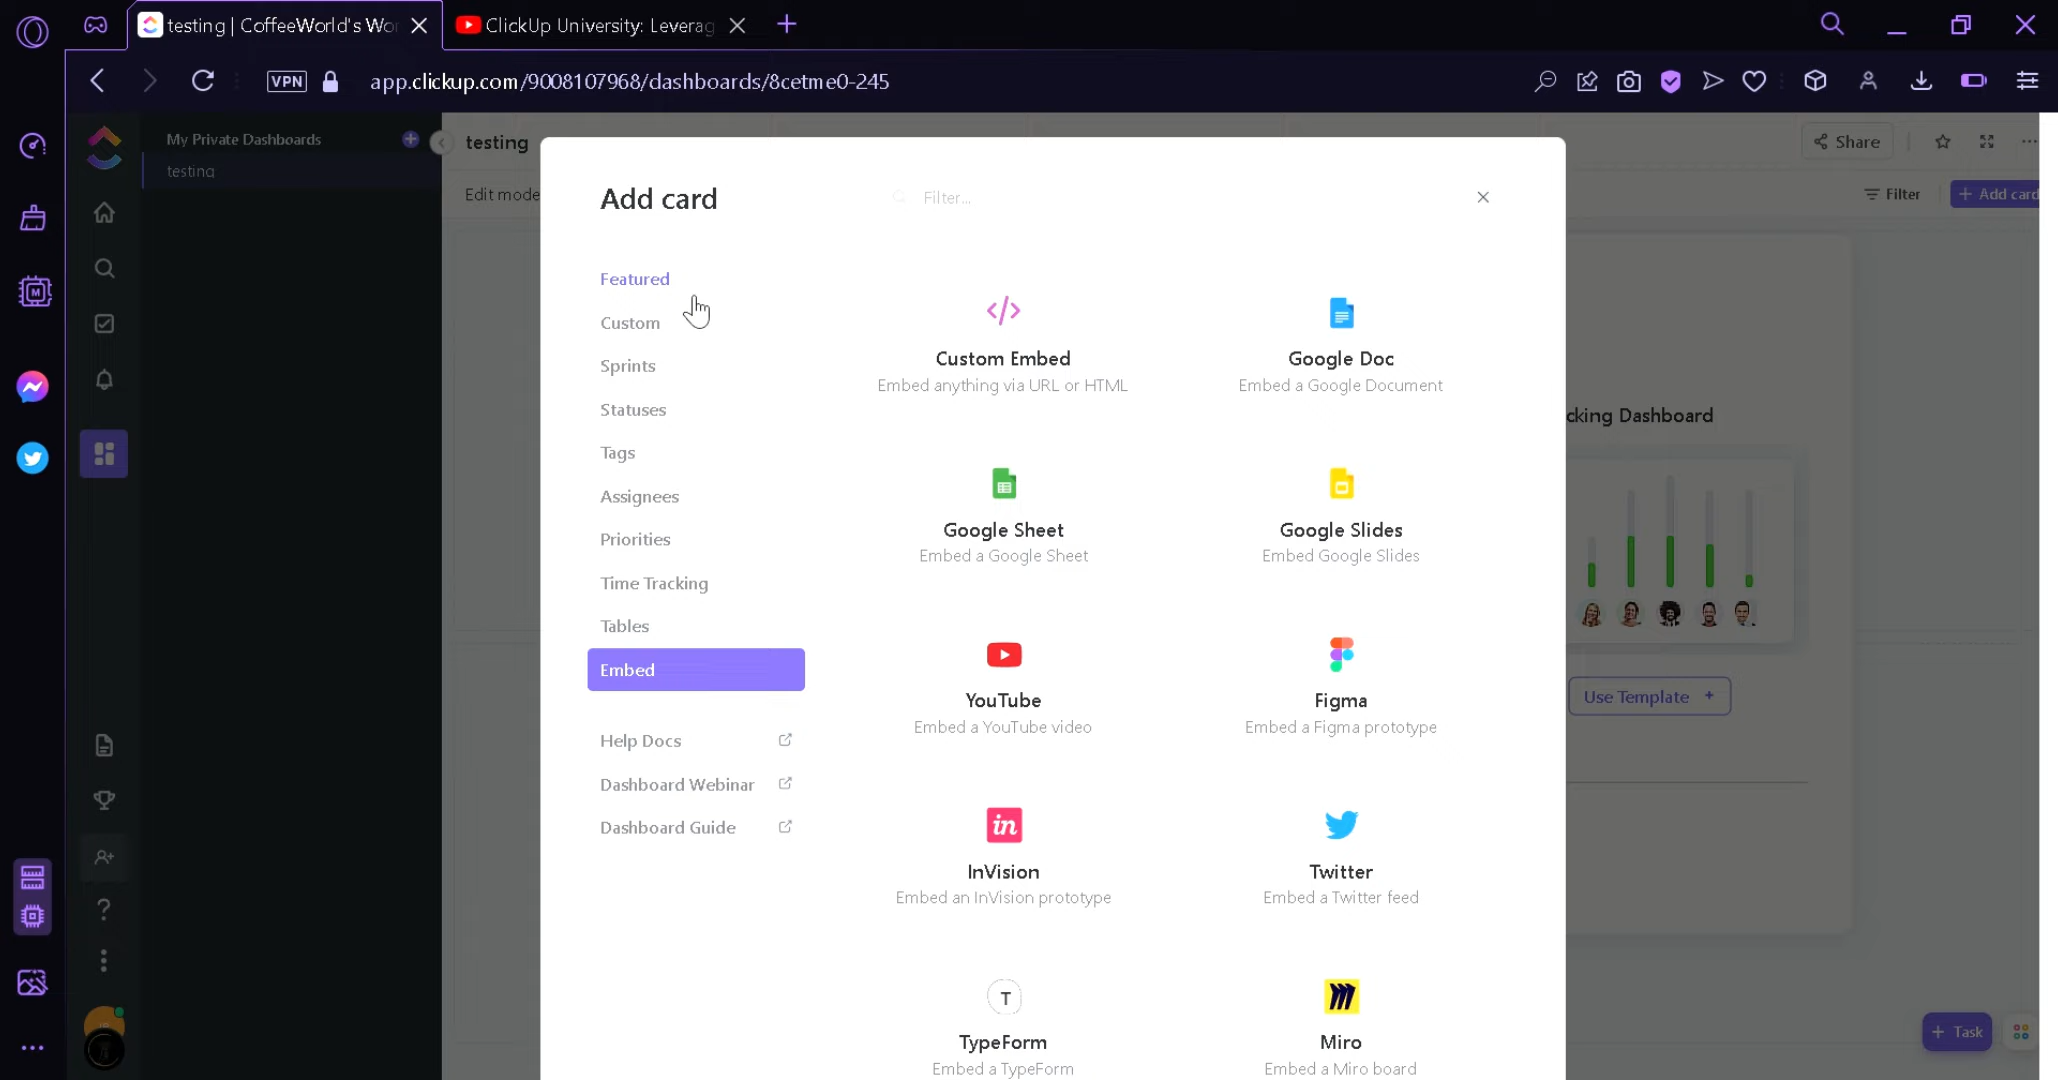 testing | CoffeeWorld's Wor
ClickUp University: Leverag
VPN
app.clickup.com/9008107968/dashboards/8cetme0-245
My Private Dashboards
testing
testing
Share
Edit mode
Filter
+ Add card
Add card
Filter...
Featured
Custom
Sprints
Statuses
Tags
Assignees
Priorities
Time Tracking
Tables
Embed
Help Docs
Dashboard Webinar
Dashboard Guide
Custom Embed
Embed anything via URL or HTML
Google Doc
Embed a Google Document
Google Sheet
Embed a Google Sheet
Google Slides
Embed Google Slides
YouTube
Embed a YouTube video
Figma
Embed a Figma prototype
InVision
Embed an InVision prototype
Twitter
Embed a Twitter feed
TypeForm
Embed a TypeForm
Miro
Embed a Miro board
cking Dashboard
Use Template +
+ Task